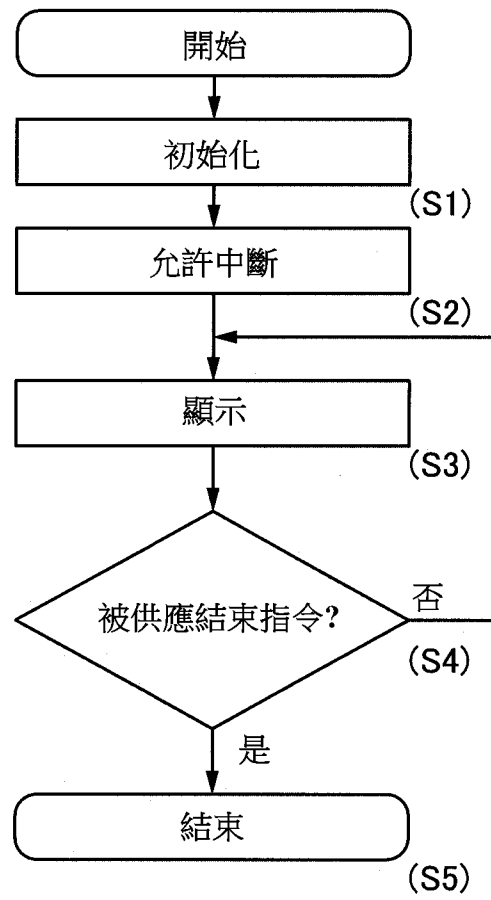 開始
初始化
(S1)
允許中斷
(S2)
顯示
(S3)
被供應結束指令?
否
(S4)
是
結束
(S5)